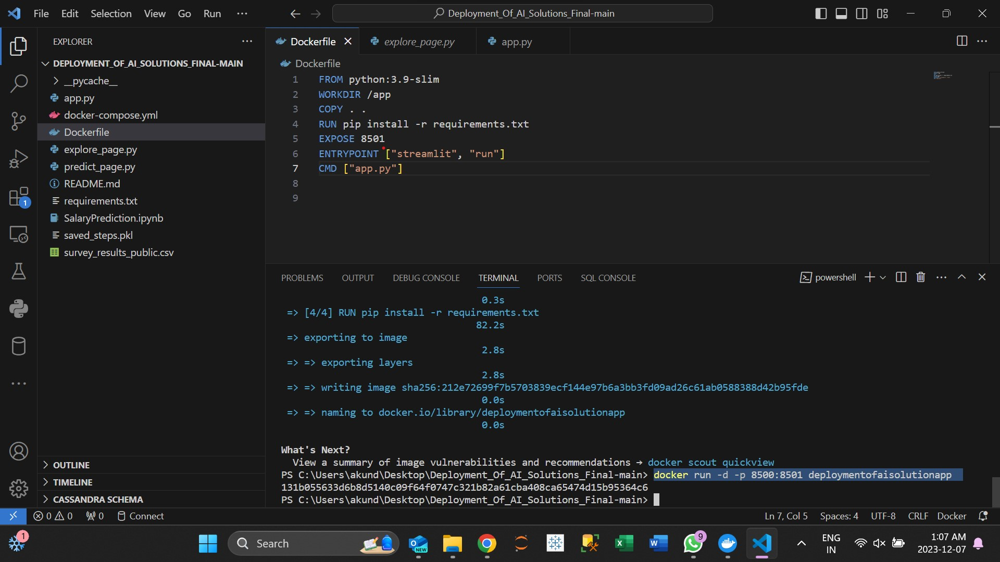 File Edit Selection View Go Run ...
Deployment_Of_AI_Solutions_Final-main
EXPLORER
DEPLOYMENT_OF_AI_SOLUTIONS_FINAL-MAIN
__pycache__
app.py
docker-compose.yml
Dockerfile
explore_page.py
predict_page.py
README.md
requirements.txt
SalaryPrediction.ipynb
saved_steps.pkl
survey_results_public.csv
1
OUTLINE
TIMELINE
CASSANDRA SCHEMA
Dockerfile explore_page.py app.py
Dockerfile
1 FROM python:3.9-slim
2 WORKDIR /app
3 COPY . .
4 RUN pip install -r requirements.txt
5 EXPOSE 8501
6 ENTRYPOINT ["streamlit", "run"]
7 CMD ["app.py"]
8
9
PROBLEMS OUTPUT DEBUG CONSOLE TERMINAL PORTS SQL CONSOLE
powershell
0.3s
=> [4/4] RUN pip install -r requirements.txt
82.2s
=> exporting to image
2.8s
=> => exporting layers
2.8s
=> => writing image sha256:212e72699f7b5703839ecf144e97b6a3bb3fd09ad26c61ab0588388d42b95fde
0.0s
=> => naming to docker.io/library/deploymentofaisolutionapp
0.0s
What's Next?
View a summary of image vulnerabilities and recommendations → docker scout quickview
PS C:\Users\akund\Desktop\Deployment_Of_AI_Solutions_Final-main> docker run -d -p 8500:8501 deploymentofaisolutionapp
131b055633d6b8d5140c09f64f0747c321b82a61cba408ca65474d15b95364c6
PS C:\Users\akund\Desktop\Deployment_Of_AI_Solutions_Final-main>
0 0 0 Connect
Ln 7, Col 5 Spaces: 4 UTF-8 CRLF Docker
1
Search
NEW
9
ENG
IN
1:07 AM
2023-12-07